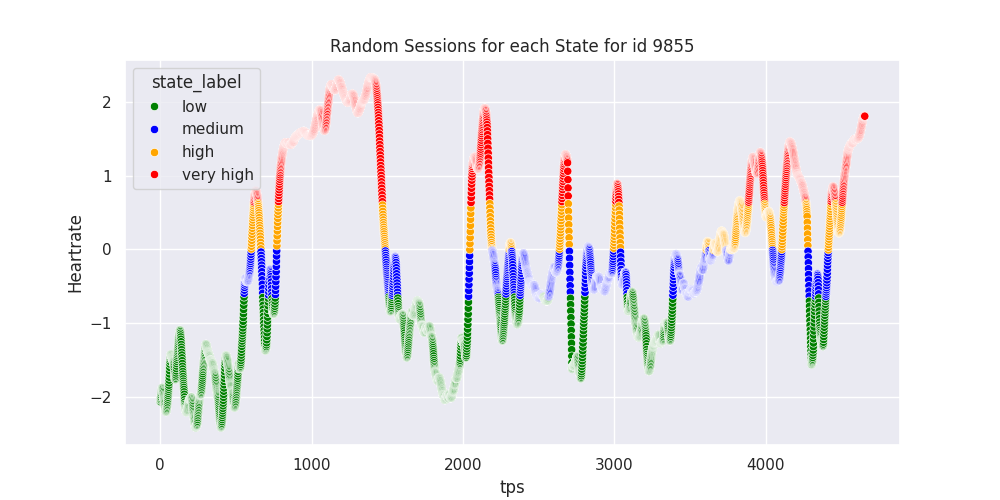 Random Sessions for each State for id 9855
state_label
low
medium
high
very high
Heartrate
2
1
0
−1
−2
0 1000 2000 3000 4000
tps